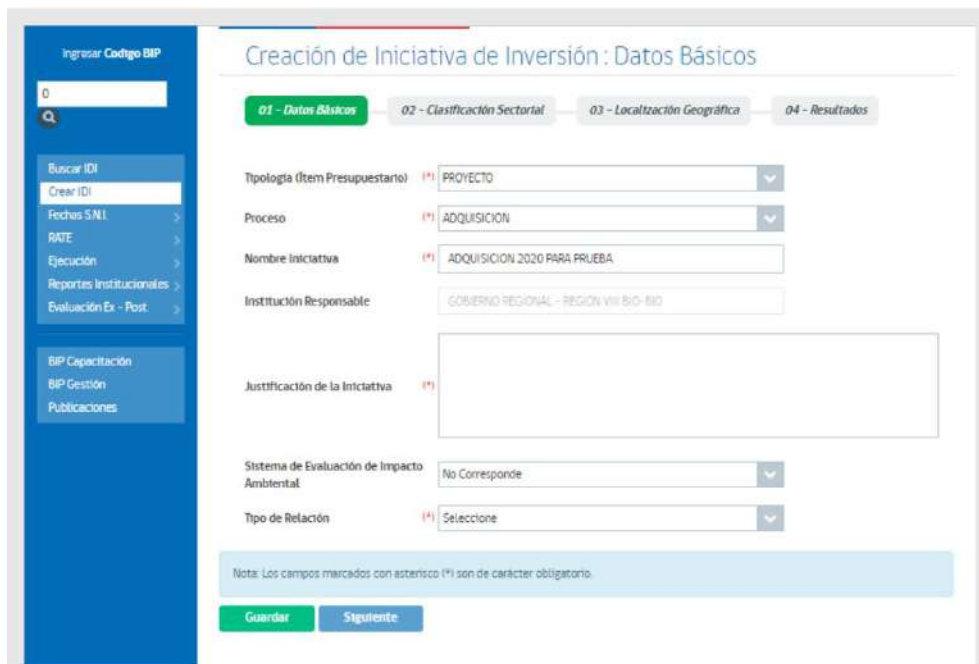 Ingresar Codigo BIP
0
Buscar IDI
Crear IDI
Fechas S.N.I.
RATE
Ejecución
Reportes Institucionales
Evaluación Ex - Post
BIP Capacitación
BIP Gestión
Publicaciones
Creación de Iniciativa de Inversión : Datos Básicos
01 - Datos Básicos 02 - Clasificación Sectorial 03 - Localización Geográfica 04 - Resultados
Tipología (Ítem Presupuestario) (*) PROYECTO
Proceso (*) ADQUISICION
Nombre Iniciativa (*) ADQUISICION 2020 PARA PRUEBA
Institución Responsable GOBIERNO REGIONAL - REGION VIII BIO- BIO
Justificación de la Iniciativa (*)
Sistema de Evaluación de Impacto
Ambiental No Corresponde
Tipo de Relación (*) Seleccione
Nota: Los campos marcados con asterisco (*) son de carácter obligatorio.
Guardar Siguiente